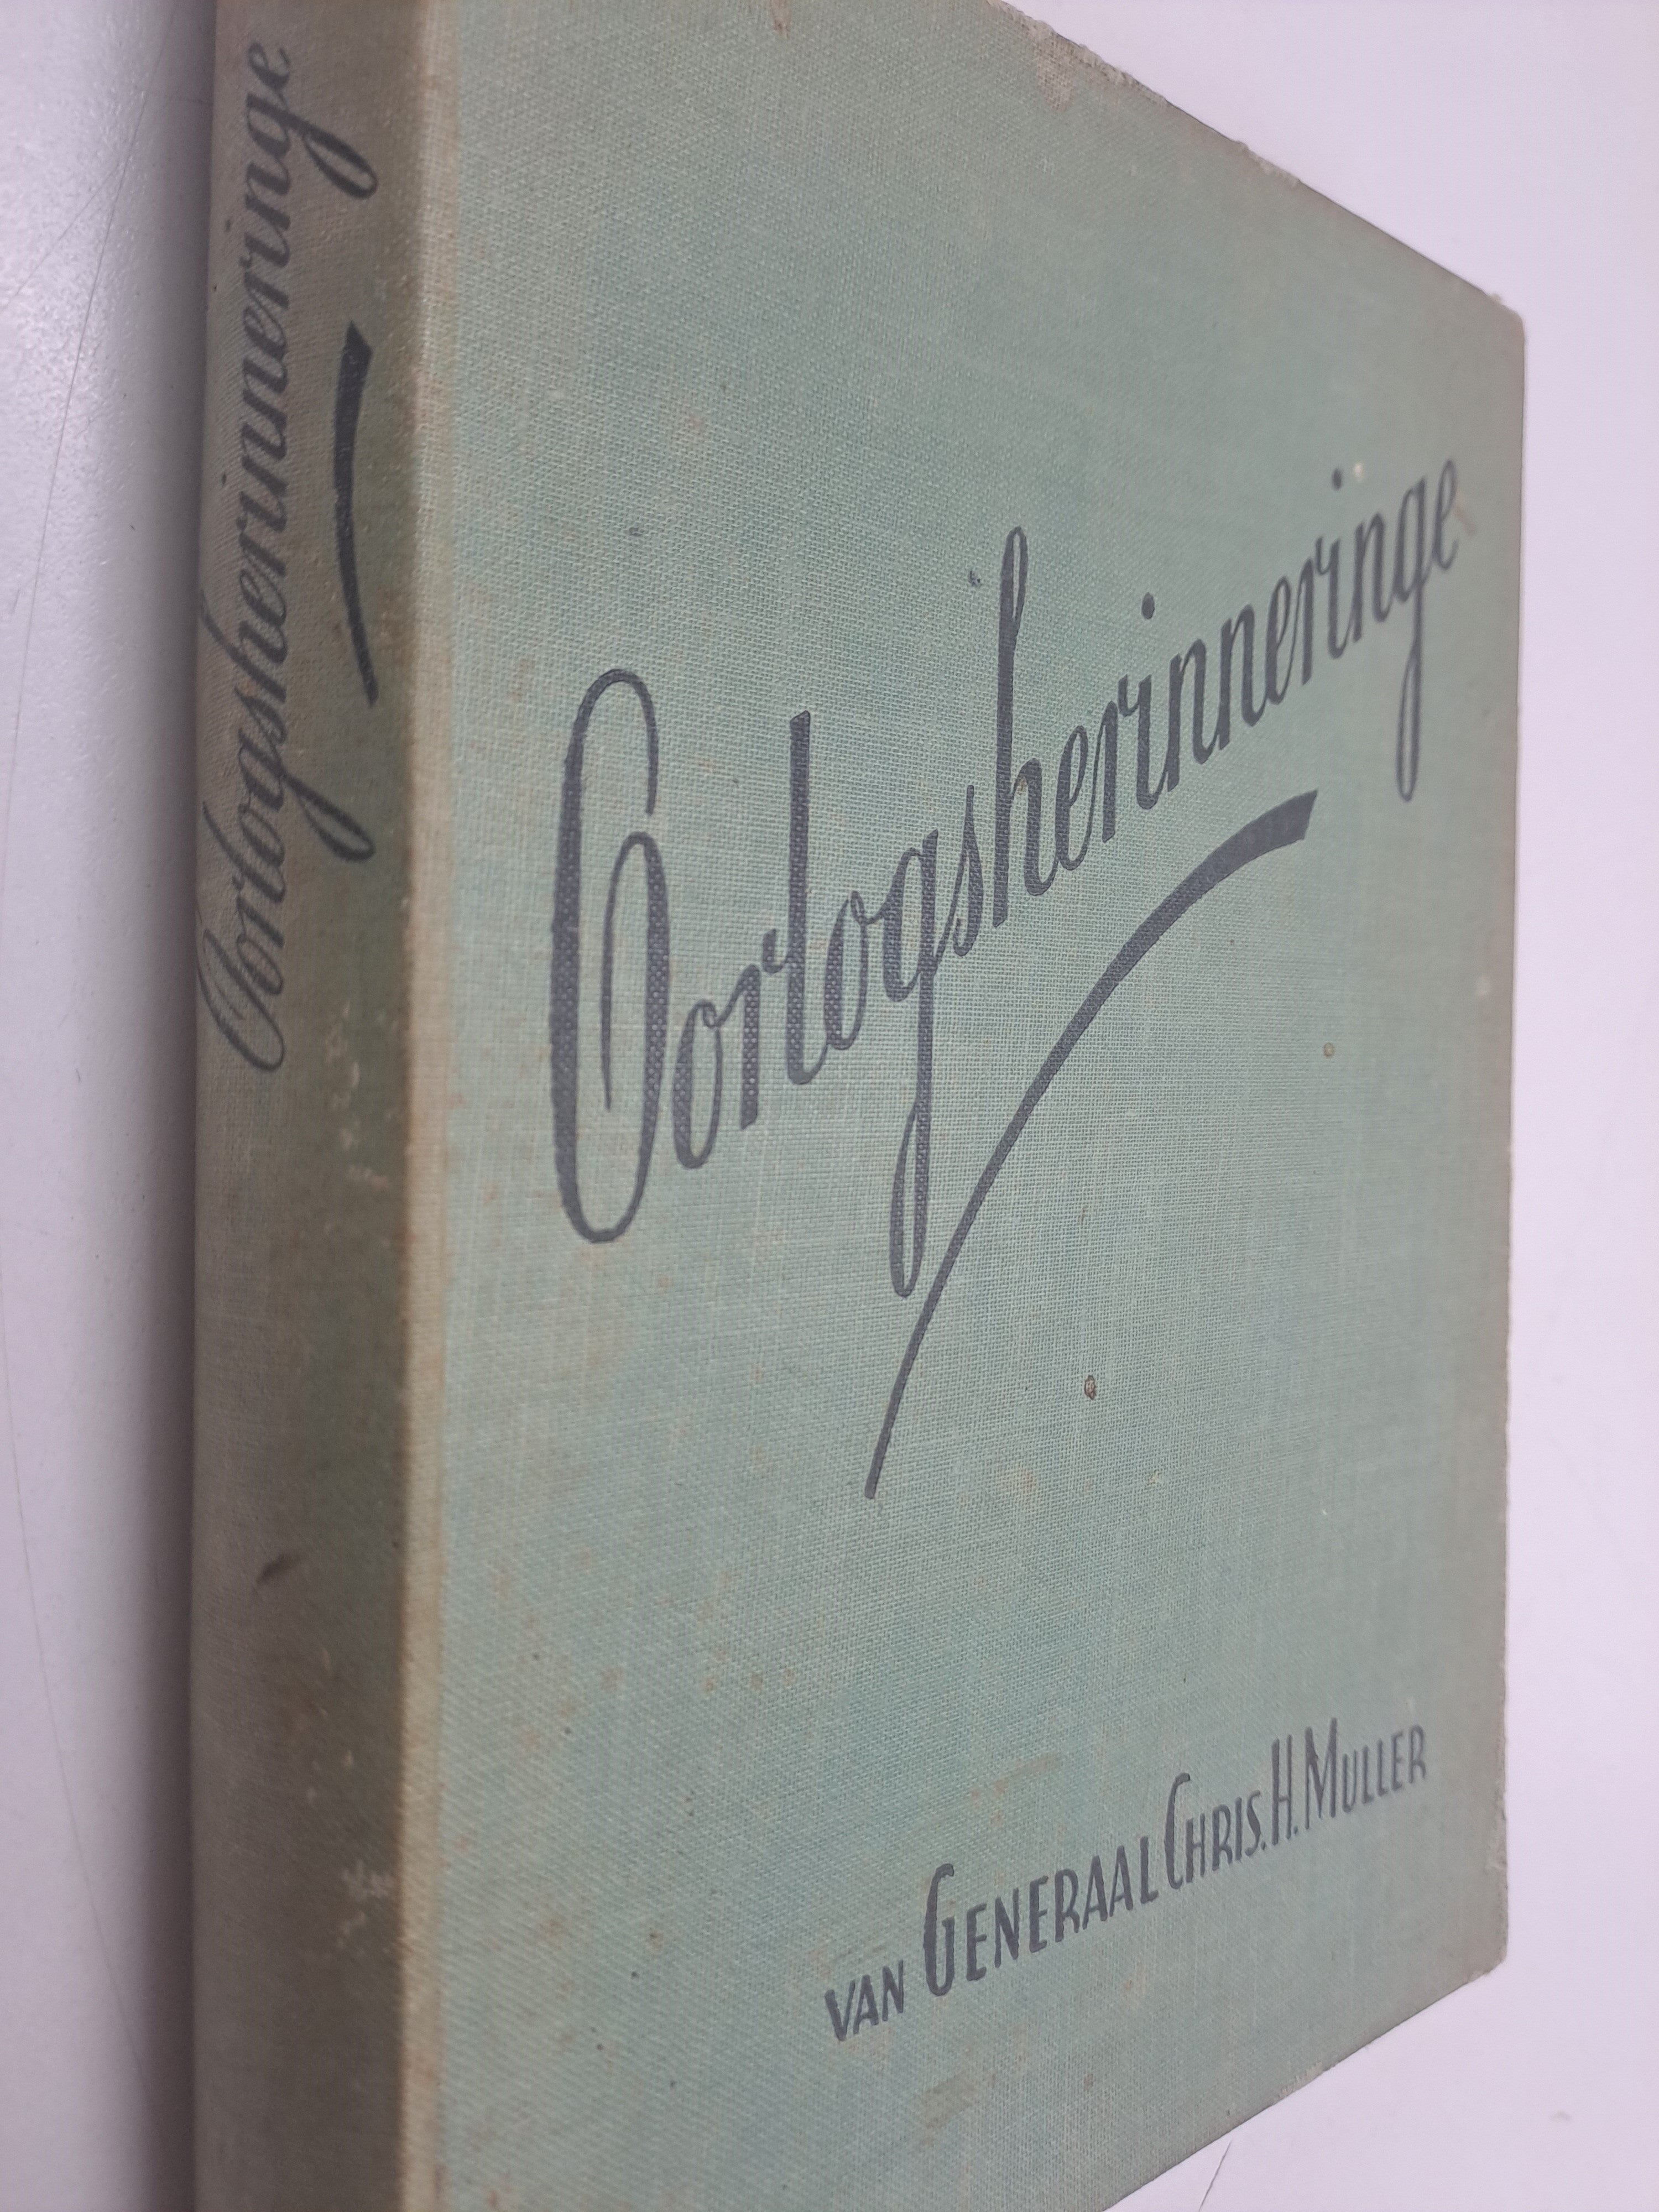 Oorlogsherinneringe
Oorlogsherinneringe
VAN GENERAAL CHRIS. H. MULLER